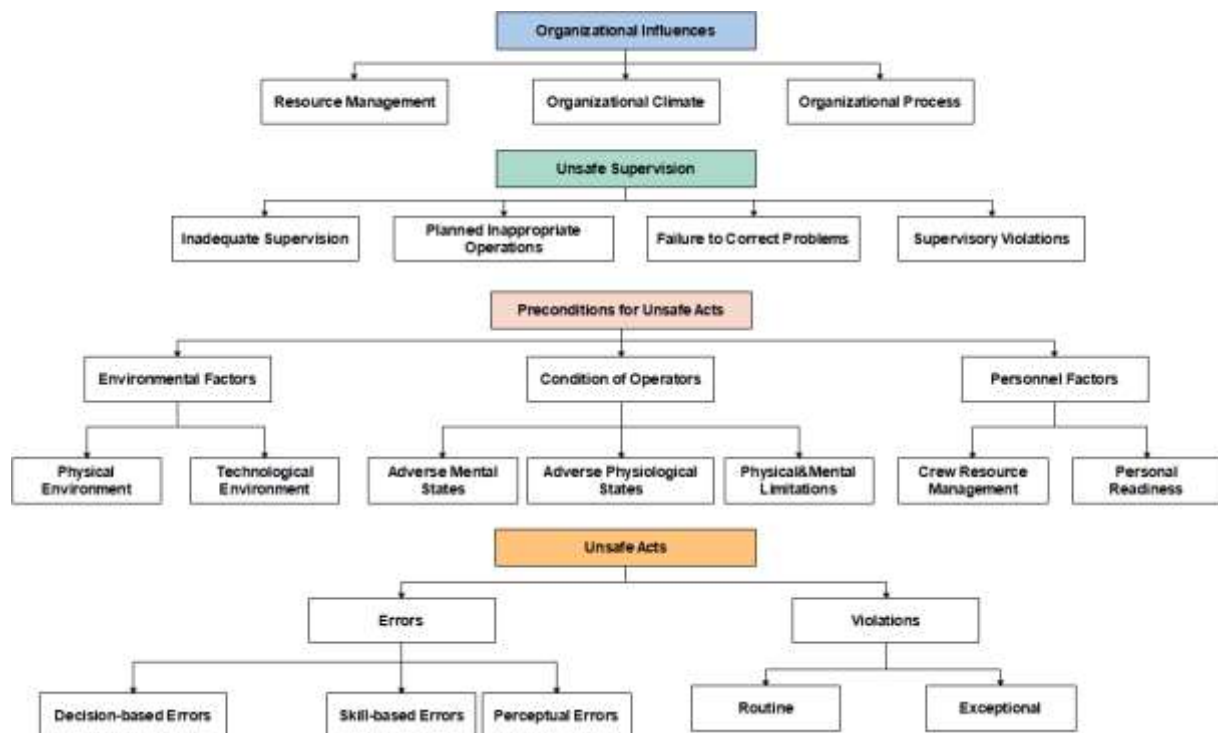 Organizational Influences
Resource Management
Organizational Climate
Organizational Process
Unsafe Supervision
Inadequate Supervision
Planned Inappropriate
Operations
Failure to Correct Problems
Supervisory Violations
Preconditions for Unsafe Acts
Environmental Factors
Condition of Operators
Personnel Factors
Physical
Environment
Technological
Environment
Adverse Mental
States
Adverse Physiological
States
Physical&Mental
Limitations
Crew Resource
Management
Personal
Readiness
Unsafe Acts
Errors
Violations
Decision-based Errors
Skill-based Errors
Perceptual Errors
Routine
Exceptional